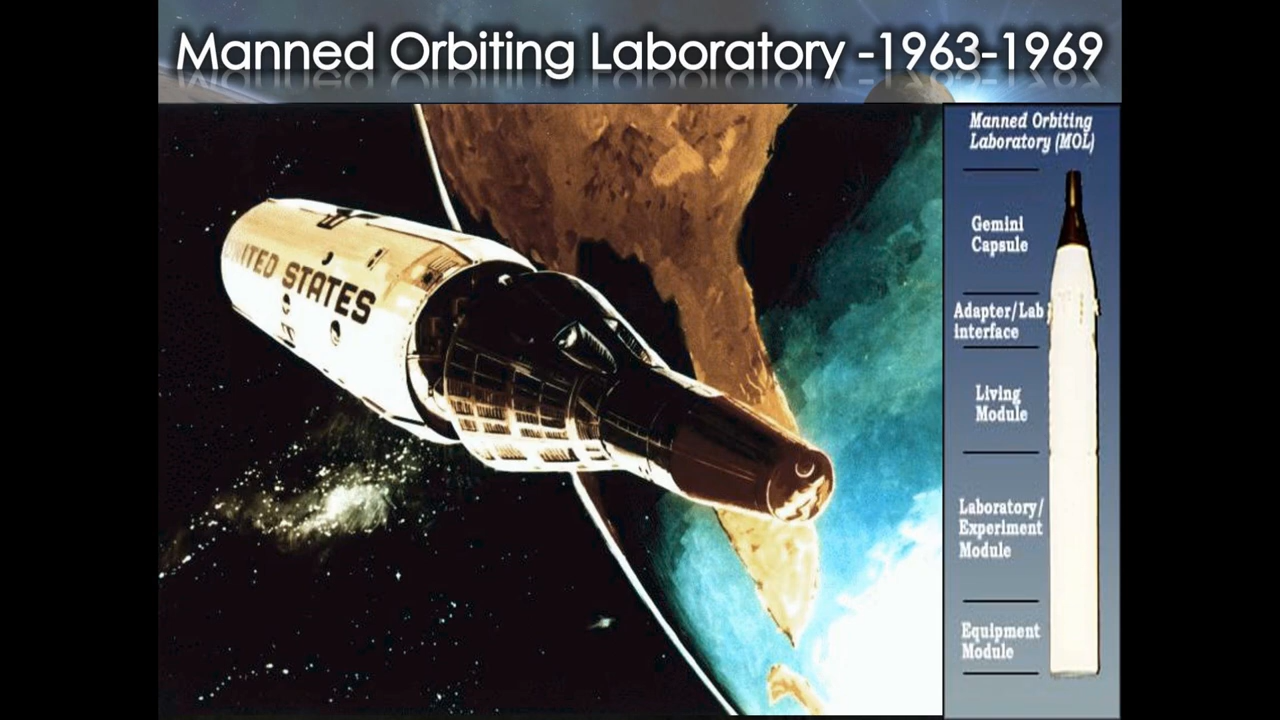 Manned Orbiting Laboratory -1963-1969
UNITED STATES
Manned Orbiting
Laboratory (MOL)
Gemini
Capsule
Adapter/Lab
interface
Living
Module
Laboratory/
Experiment
Module
Equipment
Module